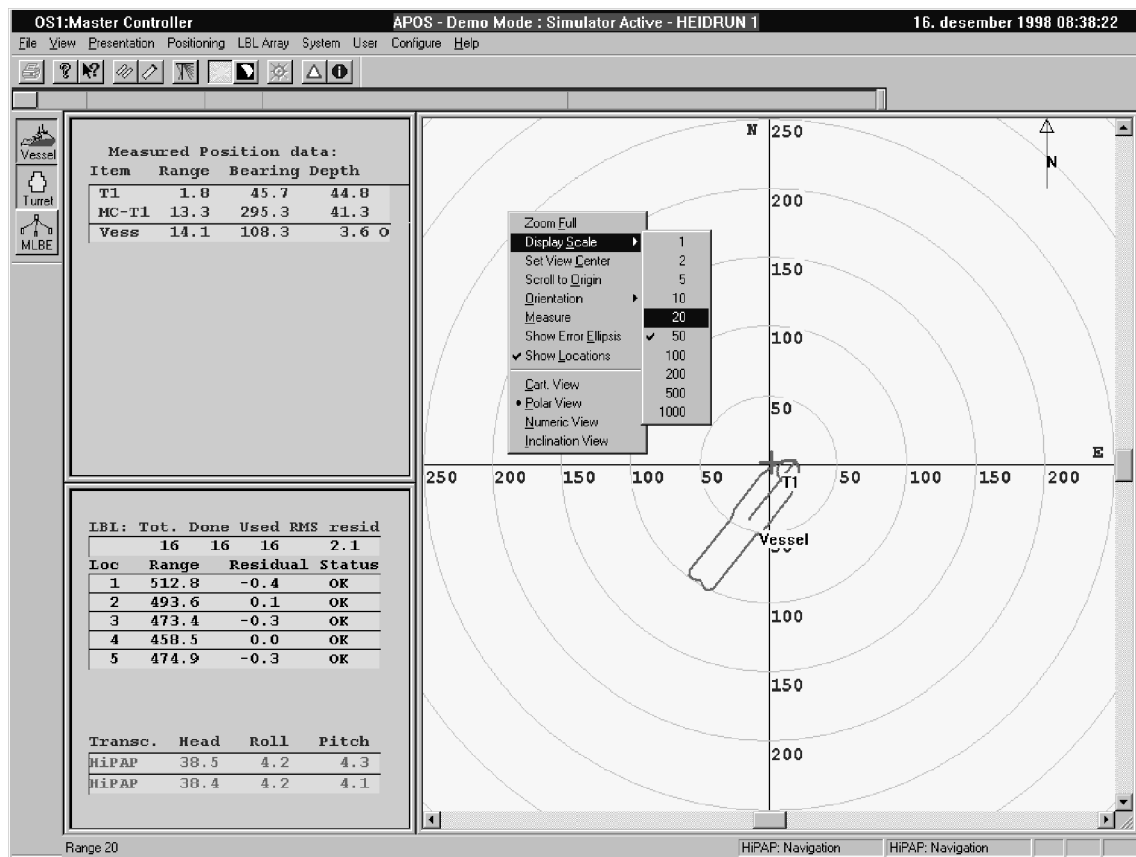 OS1:Master Controller APOS - Demo Mode : Simulator Active - HEIDRUN 1 16. desember 1998 08:38:22
File View Presentation Positioning LBL Array System User Configure Help
Vessel
Turret
MLBE
Measured Position data:
Item Range Bearing Depth
T1 1.8 45.7 44.8
MC-T1 13.3 295.3 41.3
Vess 14.1 108.3 3.6 O
LBL: Tot. Done Used RMS resid
16 16 16 2.1
Loc Range Residual Status
1 512.8 -0.4 OK
2 493.6 0.1 OK
3 473.4 -0.3 OK
4 458.5 0.0 OK
5 474.9 -0.3 OK
Transc. Head Roll Pitch
HiPAP 38.5 4.2 4.3
HiPAP 38.4 4.2 4.1
N 250
N
200
150
100
50
E
250 200 150 100 50 50 100 150 200
T1
Vessel
50
100
150
200
Zoom Full
Display Scale
Set View Center
Scroll to Origin
Orientation
Measure
Show Error Ellipsis
Show Locations
Cart. View
Polar View
Numeric View
Inclination View
1
2
5
10
20
50
100
200
500
1000
Range 20 HiPAP: Navigation HiPAP: Navigation